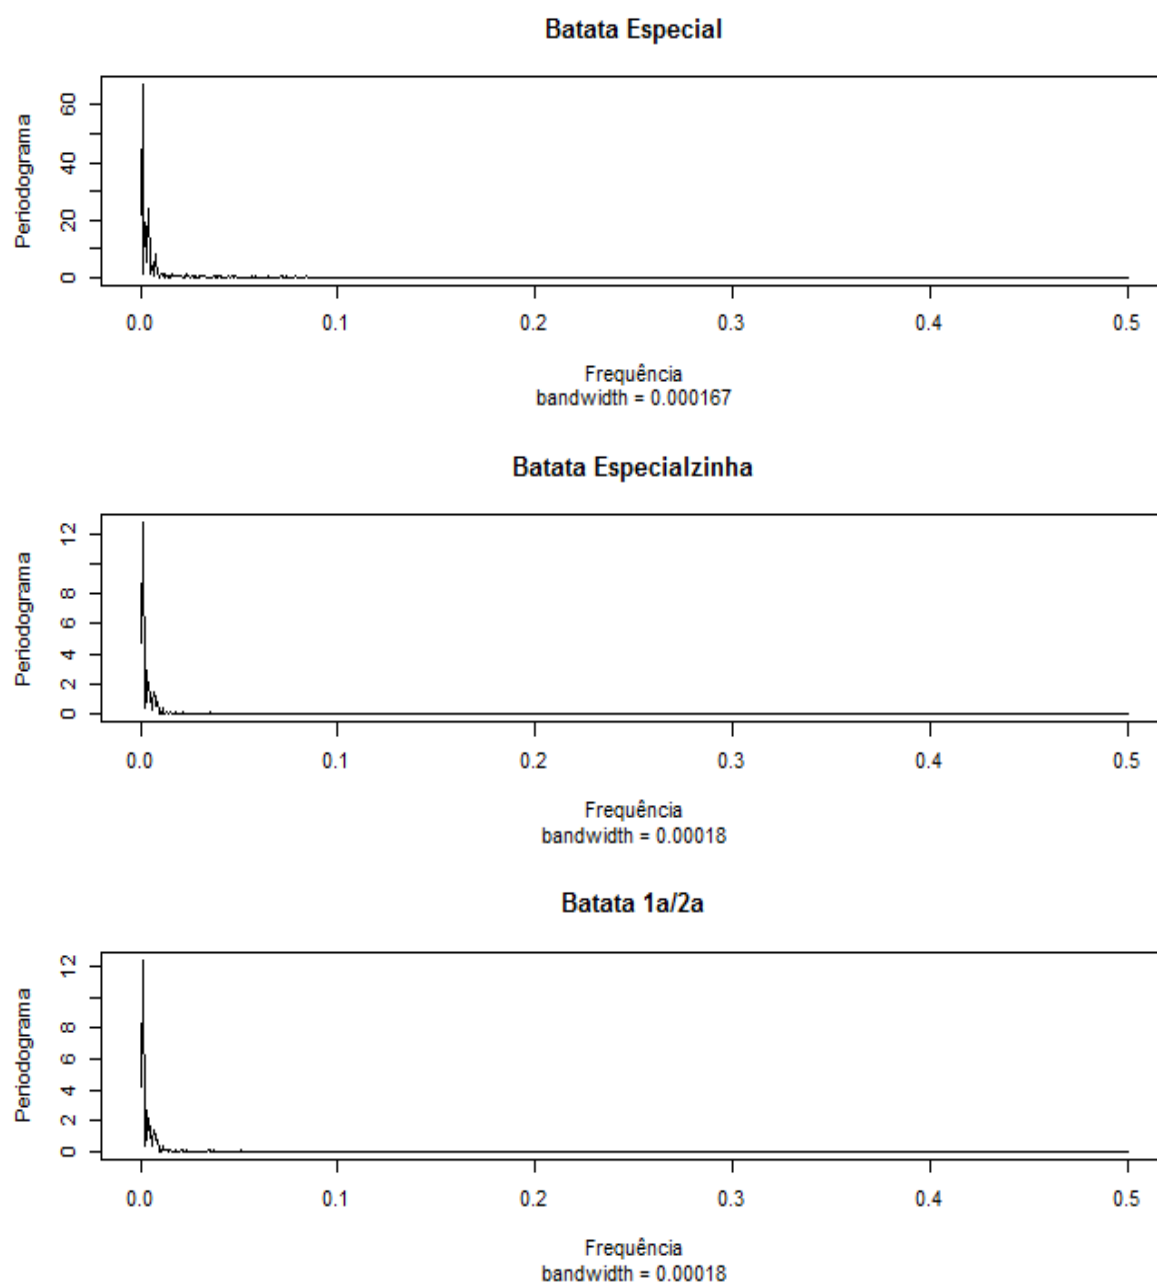 Batata Especial
Periodograma
60
40
20
0
0.0 0.1 0.2 0.3 0.4 0.5
Frequência
bandwidth = 0.000167
Batata Especialzinha
Periodograma
12
8
6
4
2
0
0.0 0.1 0.2 0.3 0.4 0.5
Frequência
bandwidth = 0.00018
Batata 1a/2a
Periodograma
12
8
6
4
2
0
0.0 0.1 0.2 0.3 0.4 0.5
Frequência
bandwidth = 0.00018